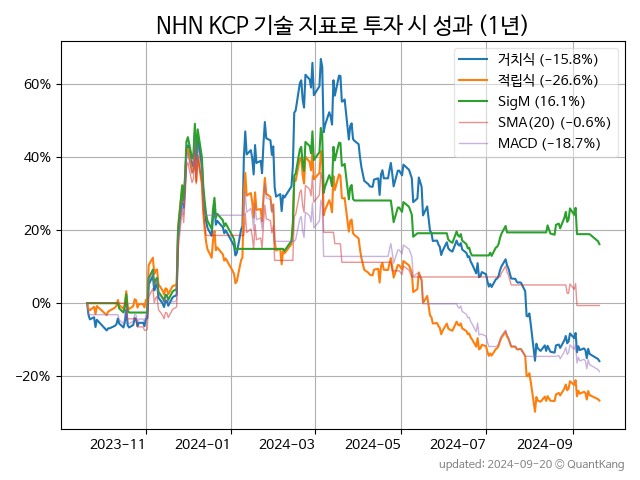 NHN KCP 기술 지표로 투자 시 성과 (1년)
거치식 (−15.8%)
적립식 (−26.6%)
SigM (16.1%)
SMA(20) (−0.6%)
MACD (−18.7%)
60%
40%
20%
0%
−20%
2023-11 2024-01 2024-03 2024-05 2024-07 2024-09
updated: 2024-09-20 © QuantKang